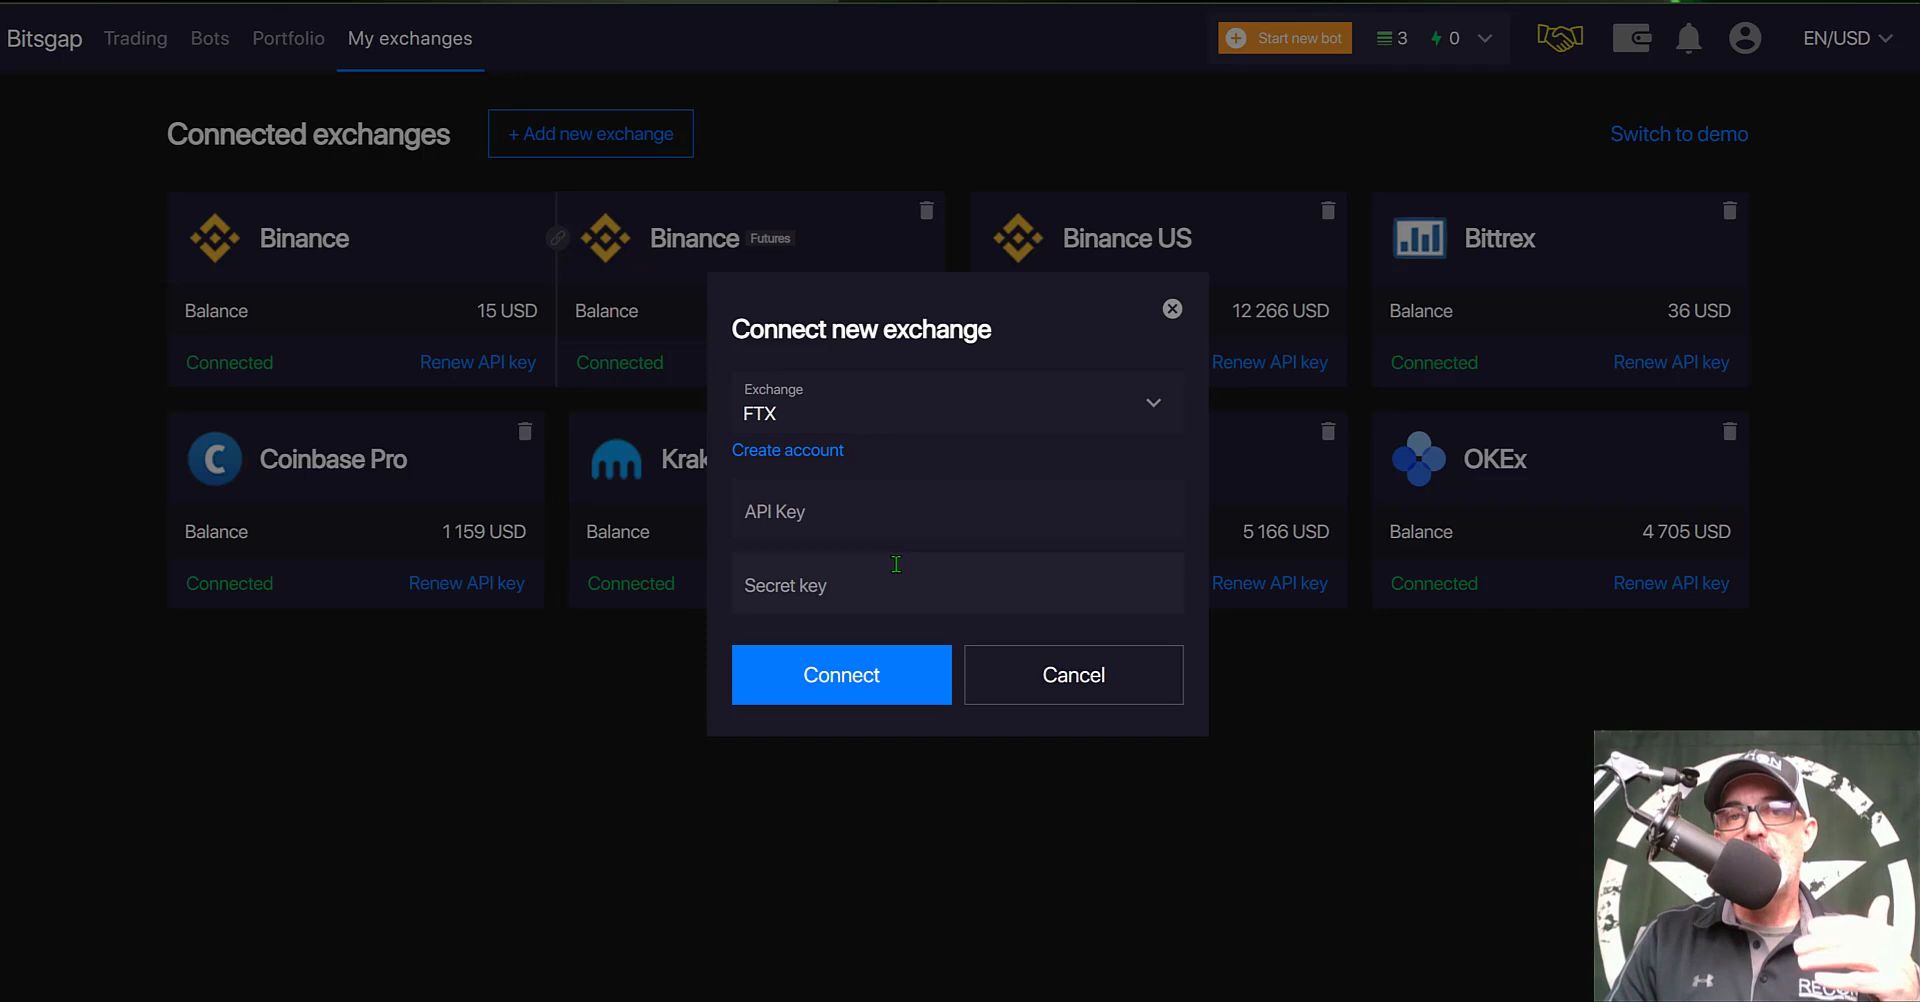 Bitsgap Trading Bots Portfolio My exchanges Start new bot 3 0 EN/USD
Connected exchanges + Add new exchange Switch to demo
Binance Binance Futures Binance US Bittrex
Balance 15 USD Balance 12 266 USD Balance 36 USD
Connected Renew API key Connected Renew API key Connected Renew API key
Connect new exchange
Exchange
FTX
Create account
API Key
Secret key
Connect Cancel
Coinbase Pro Krak OKEx
Balance 1 159 USD Balance 5 166 USD Balance 4 705 USD
Connected Renew API key Connected Renew API key Connected Renew API key